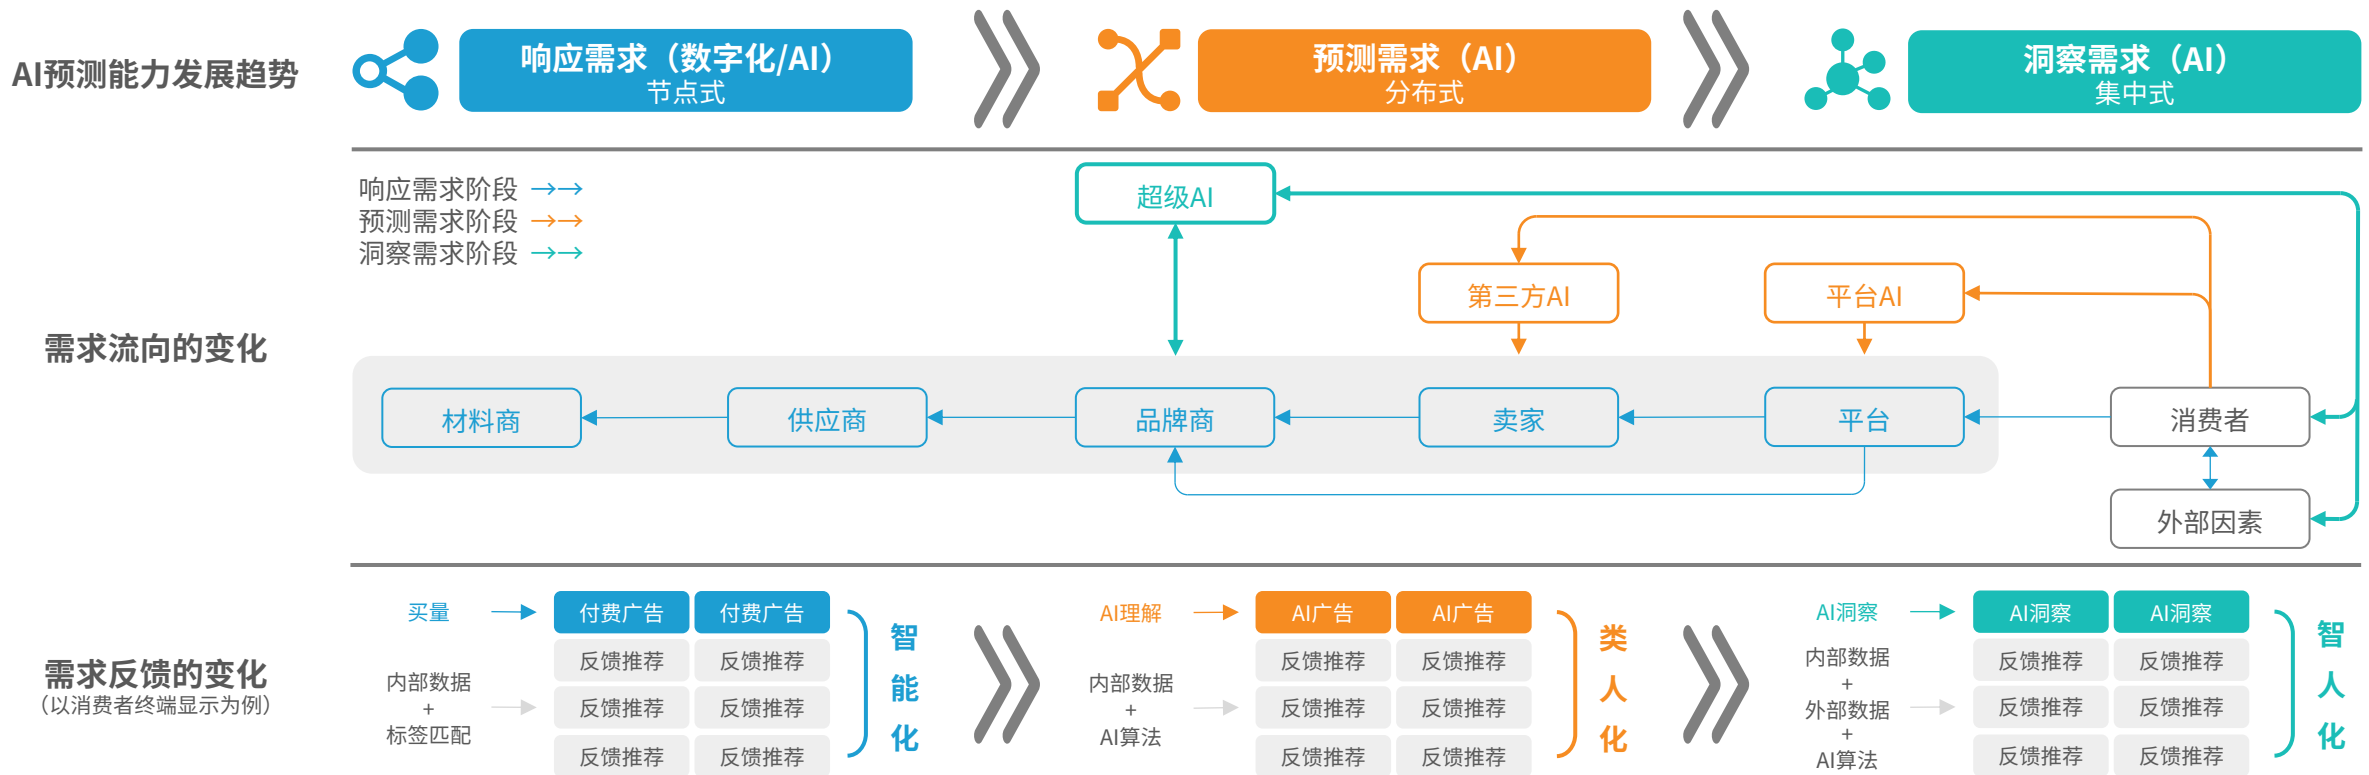 AI预测能力发展趋势
响应需求（数字化/AI）
节点式
预测需求（AI）
分布式
洞察需求（AI）
集中式
响应需求阶段
预测需求阶段
洞察需求阶段
需求流向的变化
超级AI
第三方AI
平台AI
材料商
供应商
品牌商
卖家
平台
消费者
外部因素
需求反馈的变化
（以消费者终端显示为例）
买量
付费广告 付费广告
内部数据
+
标签匹配
反馈推荐 反馈推荐
反馈推荐 反馈推荐
反馈推荐 反馈推荐
智能化
AI理解
AI广告 AI广告
内部数据
+
AI算法
反馈推荐 反馈推荐
反馈推荐 反馈推荐
反馈推荐 反馈推荐
类人化
AI洞察
AI洞察 AI洞察
内部数据
+
外部数据
+
AI算法
反馈推荐 反馈推荐
反馈推荐 反馈推荐
反馈推荐 反馈推荐
智人化